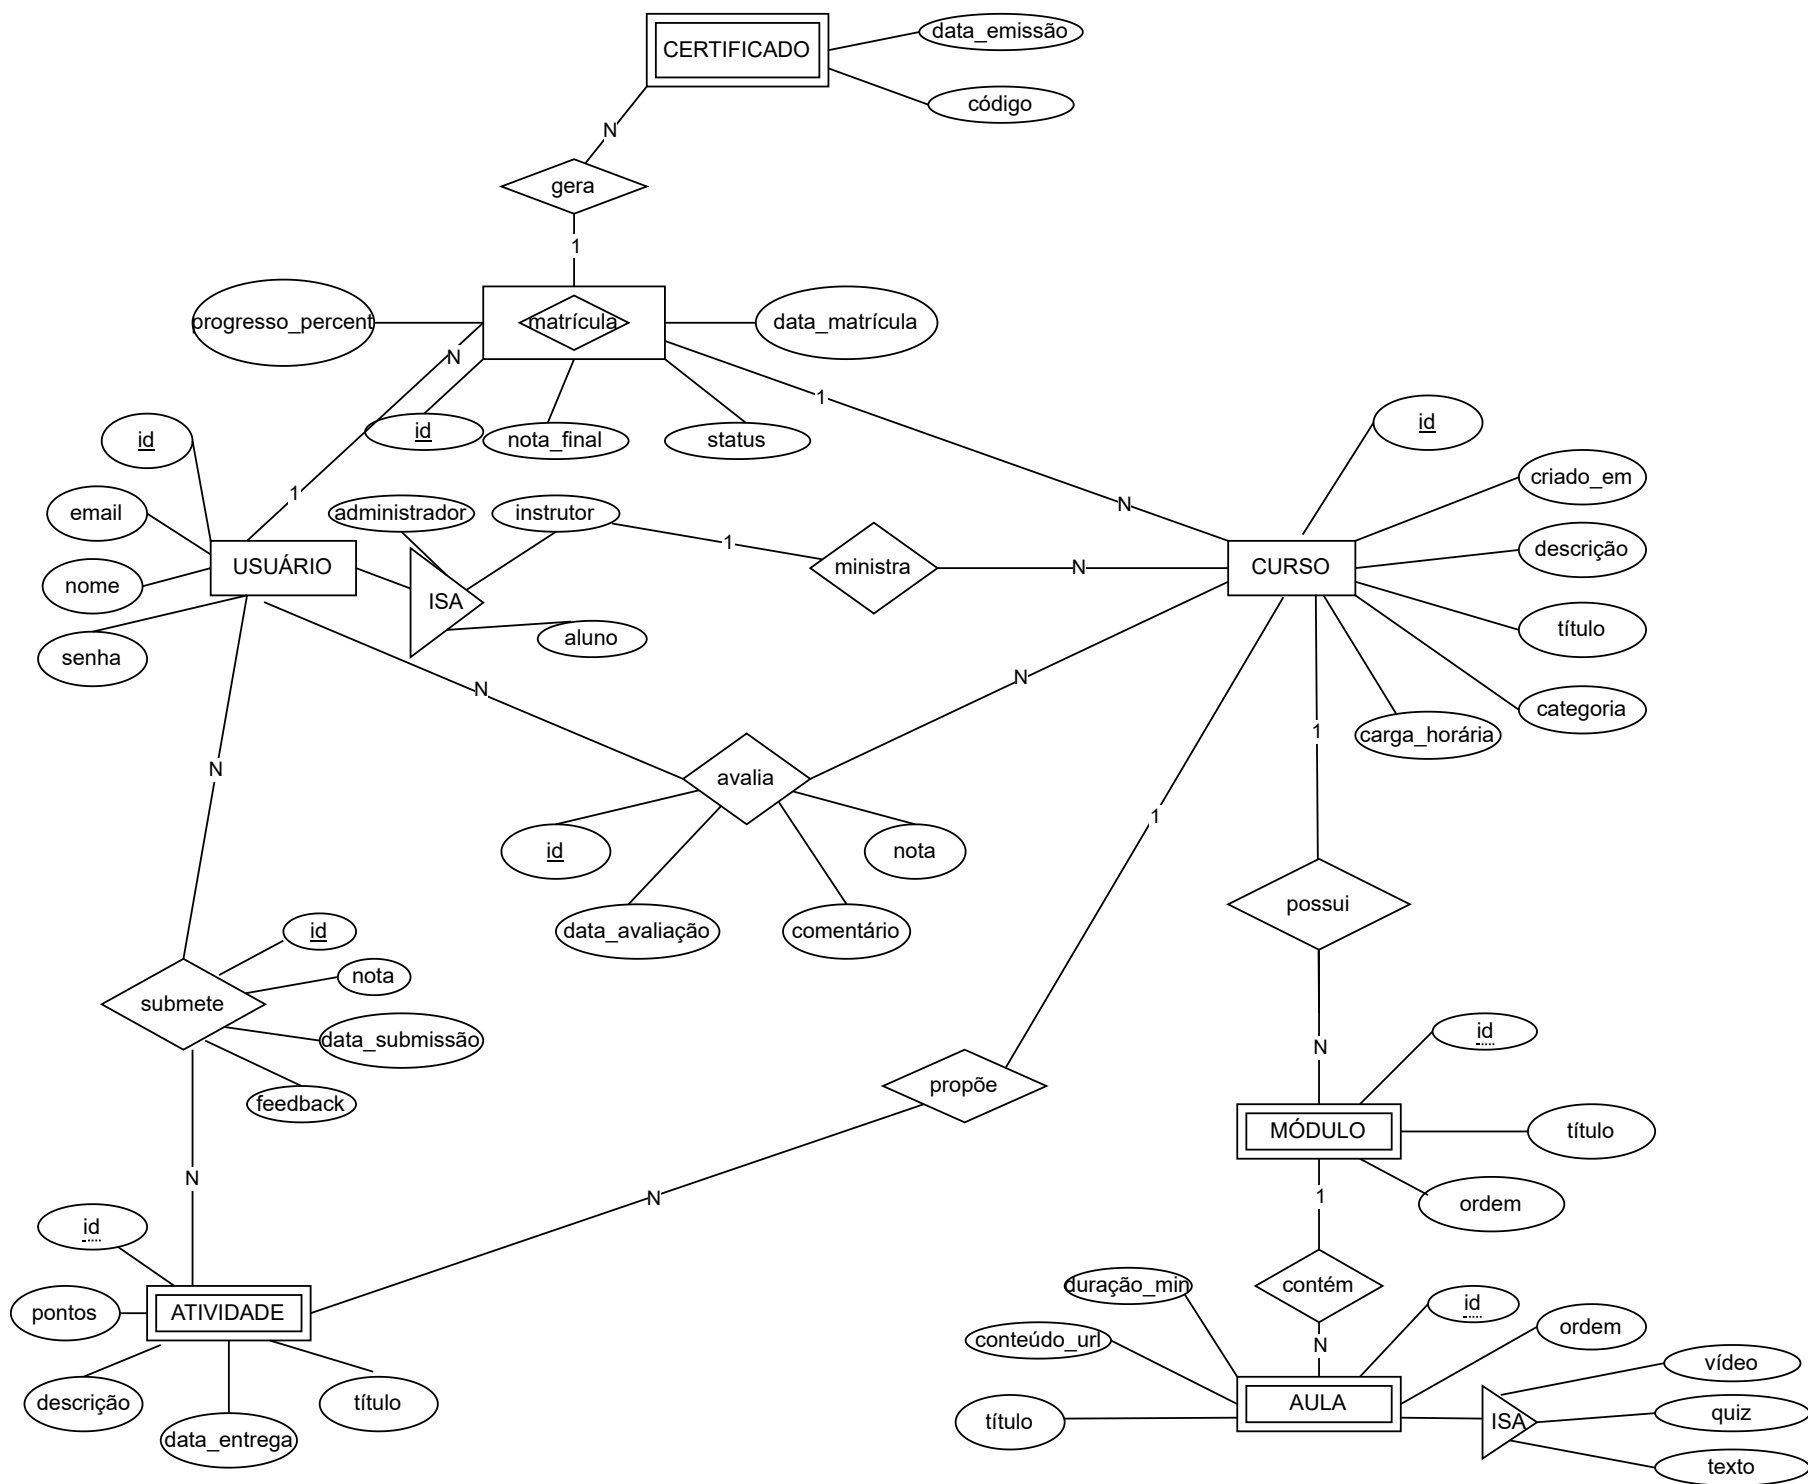 data_emissão
CERTIFICADO
código
N
gera
1
progresso_percent
matrícula
data_matrícula
N
1
id
id
nota_final
status
id
criado_em
1
N
email
administrador
instrutor
1
descrição
USUÁRIO
ministra
N
CURSO
nome
ISA
aluno
título
senha
N
N
categoria
1
carga_horária
N
avalia
1
id
nota
possui
id
data_avaliação
comentário
nota
submete
id
data_submissão
N
propõe
feedback
MÓDULO
título
N
N
1
ordem
id
duração_min
contém
id
pontos
ATIVIDADE
ordem
conteúdo_url
N
vídeo
descrição
título
AULA
título
ISA
quiz
data_entrega
texto